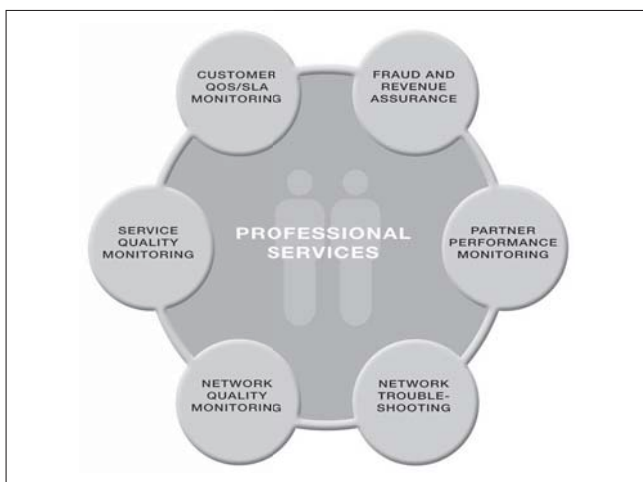 CUSTOMER
QOS/SLA
MONITORING
FRAUD AND
REVENUE
ASSURANCE
SERVICE
QUALITY
MONITORING
PROFESSIONAL
SERVICES
PARTNER
PERFORMANCE
MONITORING
NETWORK
QUALITY
MONITORING
NETWORK
TROUBLE-
SHOOTING